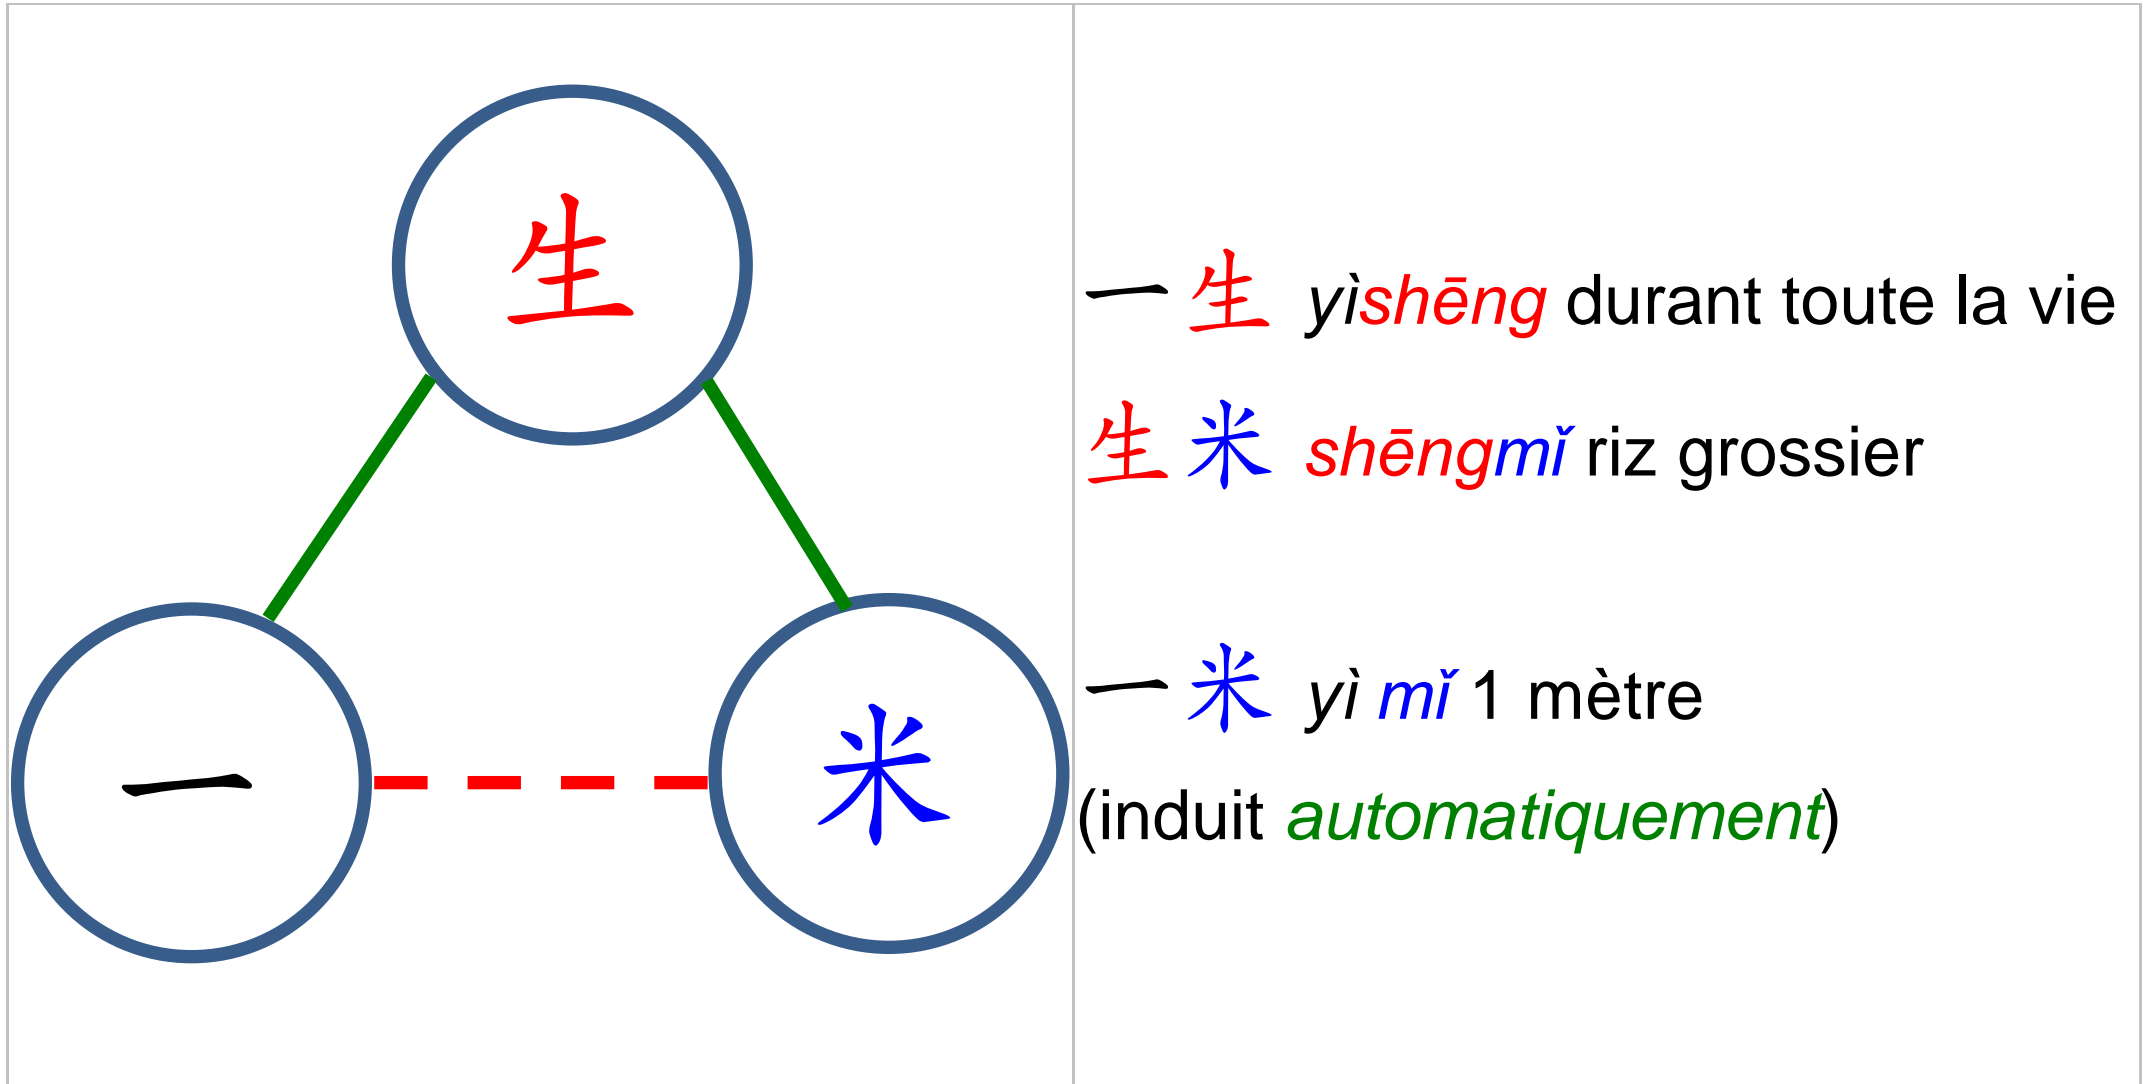 生
一
米
一生 yìshēng durant toute la vie
生米 shēngmǐ riz grossier
一米 yì mǐ 1 mètre
(induit automatiquement)